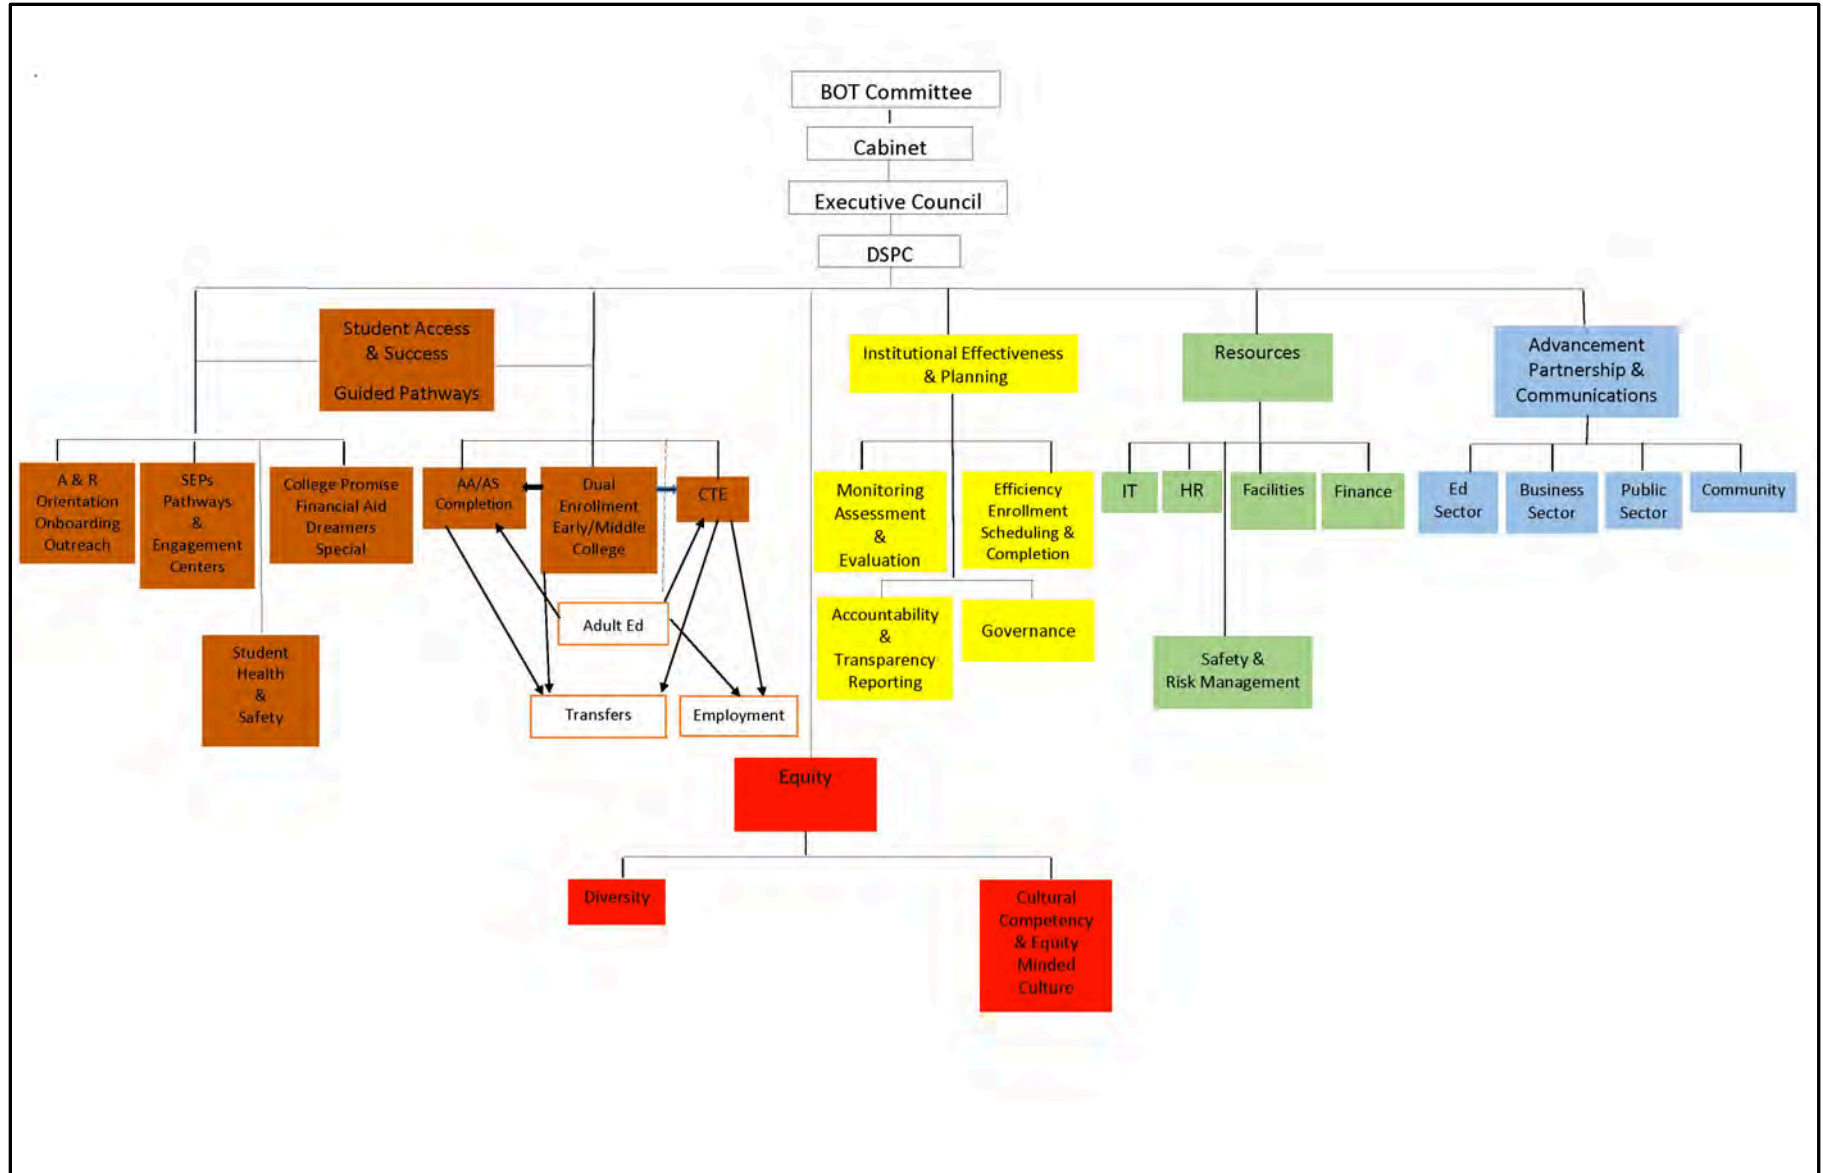 BOT Committee
Cabinet
Executive Council
DSPC
Student Access
& Success
Guided Pathways
Institutional Effectiveness
& Planning
Resources
Advancement
Partnership &
Communications
A & R
Orientation
Onboarding
Outreach
SEPs
Pathways
&
Engagement
Centers
College Promise
Financial Aid
Dreamers
Special
Student
Health
&
Safety
AA/AS
Completion
Dual
Enrollment
Early/Middle
College
CTE
Adult Ed
Transfers
Employment
Monitoring
Assessment
&
Evaluation
Efficiency
Enrollment
Scheduling &
Completion
Accountability
&
Transparency
Reporting
Governance
IT
HR
Facilities
Finance
Safety &
Risk Management
Ed
Sector
Business
Sector
Public
Sector
Community
Equity
Diversity
Cultural
Competency
& Equity
Minded
Culture